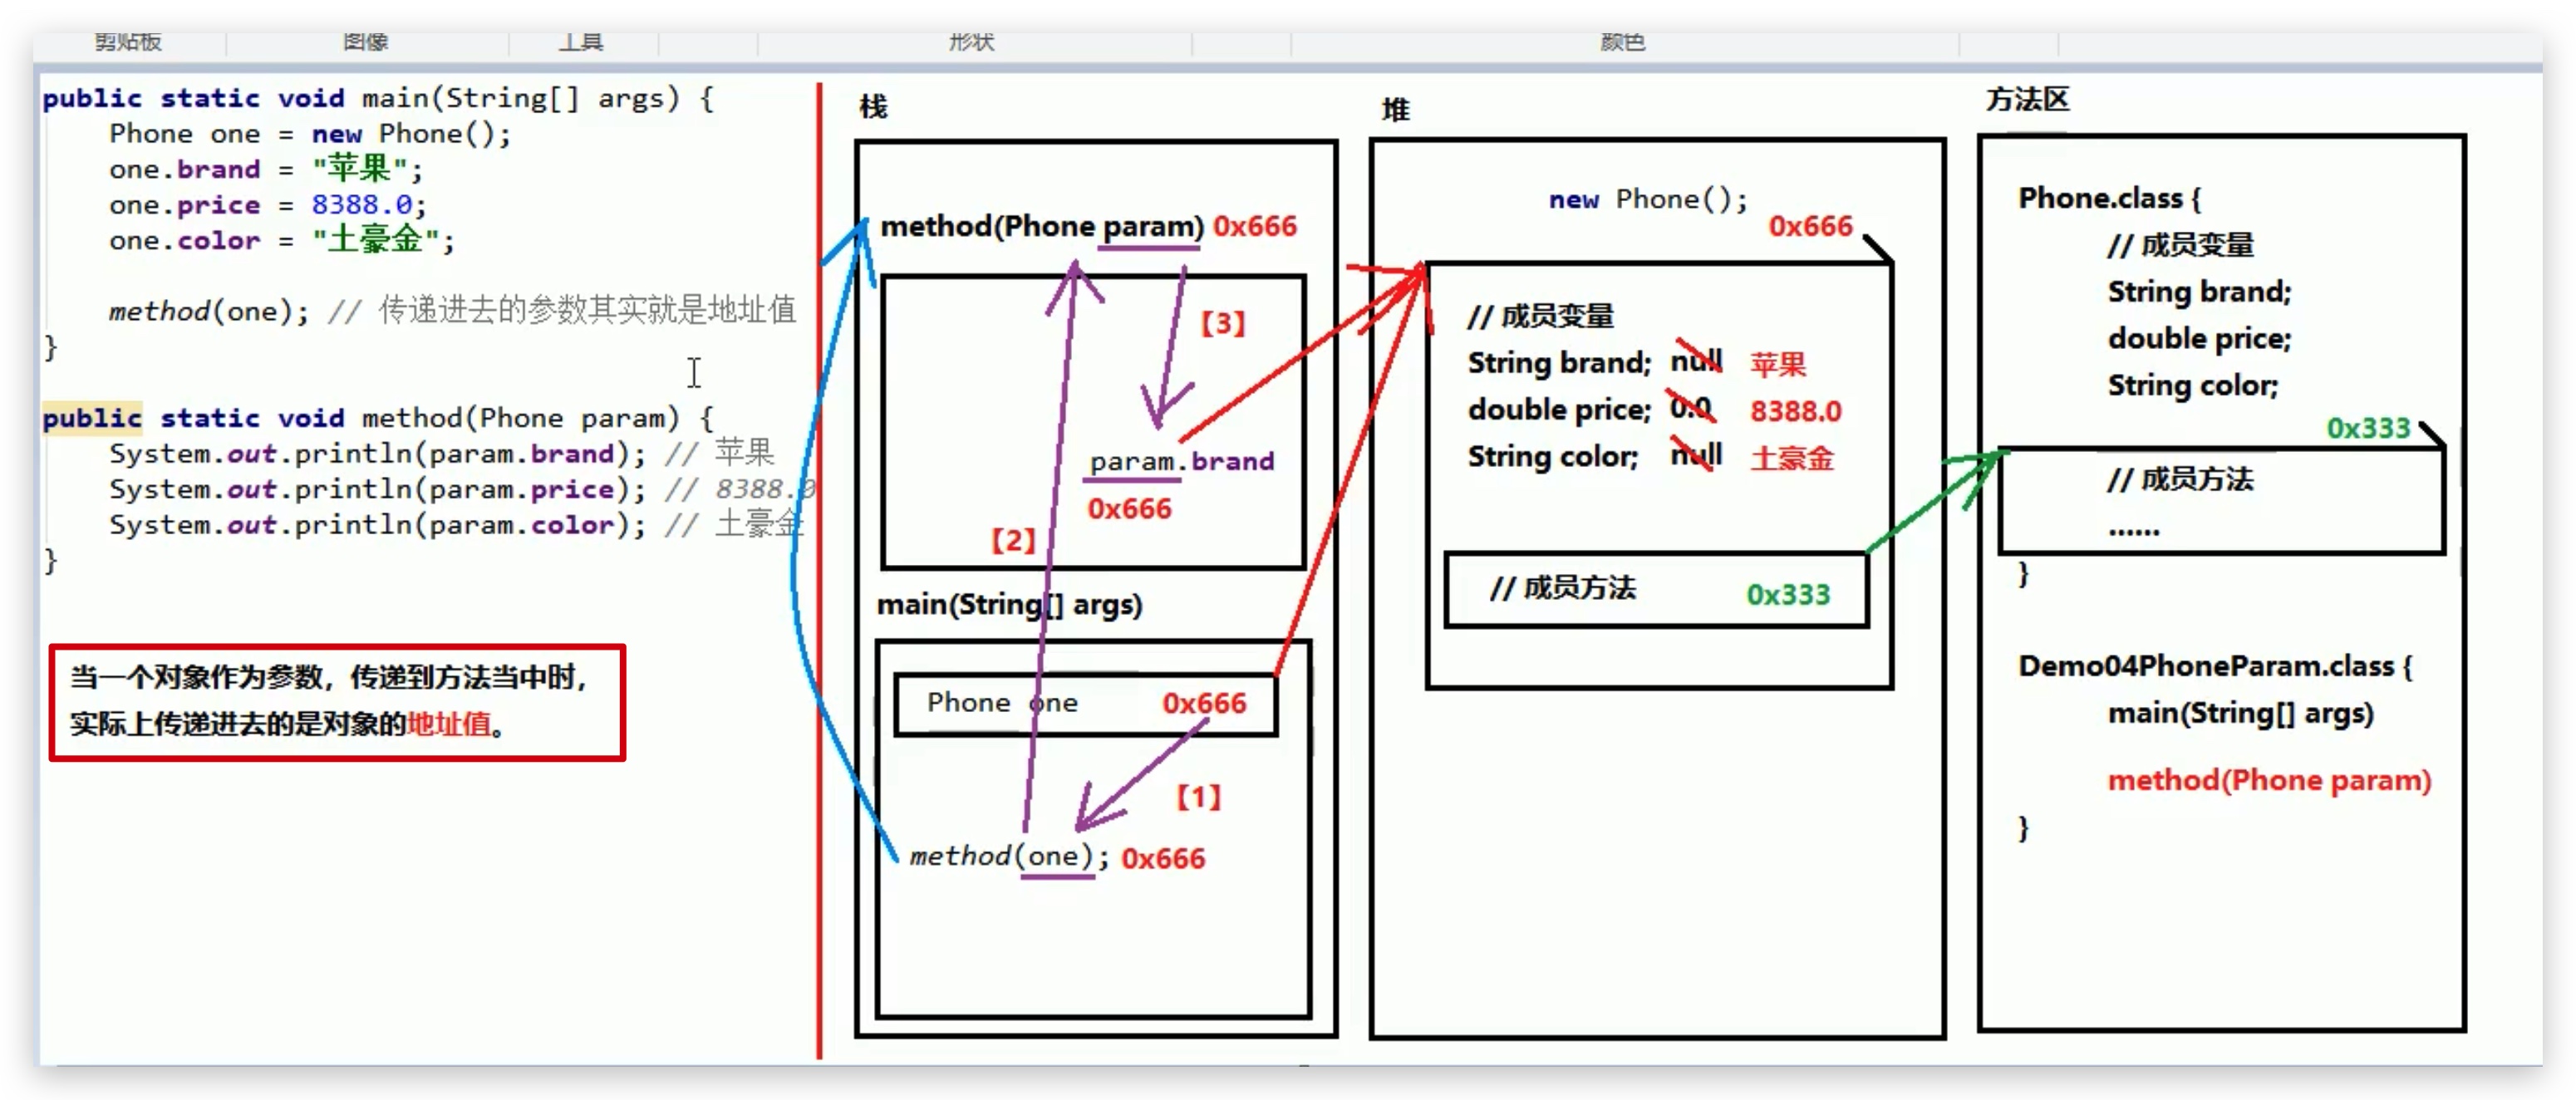 剪贴板 图像 工具 形状 颜色
public static void main(String[] args) {
Phone one = new Phone();
one.brand = "苹果";
one.price = 8388.0;
one.color = "土豪金";
method(one); // 传递进去的参数其实就是地址值
}
public static void method(Phone param) {
System.out.println(param.brand); // 苹果
System.out.println(param.price); // 8388.0
System.out.println(param.color); // 土豪金
}
当一个对象作为参数，传递到方法当中时，
实际上传递进去的是对象的地址值。
栈
method(Phone param) 0x666
【3】
param.brand
0x666
【2】
main(String[] args)
Phone one 0x666
【1】
method(one); 0x666
堆
new Phone();
0x666
// 成员变量
String brand; null 苹果
double price; 0.0 8388.0
String color; null 土豪金
// 成员方法 0x333
方法区
Phone.class {
// 成员变量
String brand;
double price;
String color;
0x333
// 成员方法
......
}
Demo04PhoneParam.class {
main(String[] args)
method(Phone param)
}